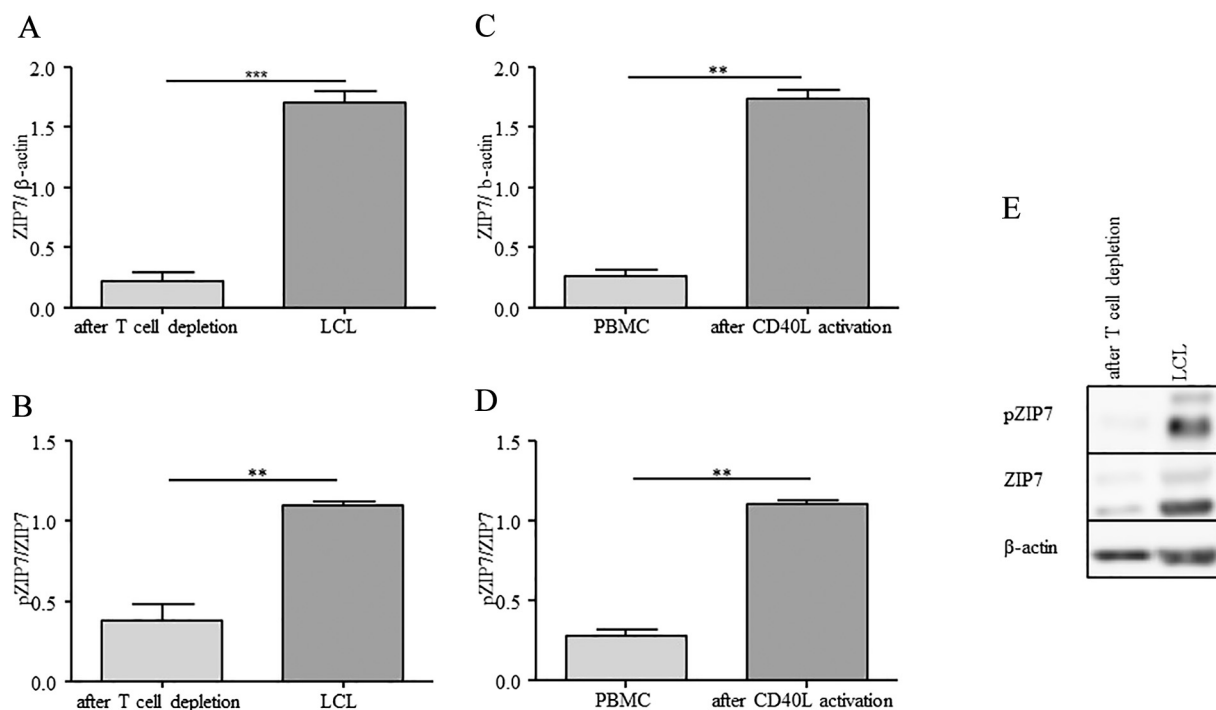 A
ZIP7/ β-actin
2.0
1.5
1.0
0.5
0.0
***
after T cell depletion
LCL
C
ZIP7/ b-actin
2.0
1.5
1.0
0.5
0.0
**
PBMC
after CD40L activation
B
pZIP7/ZIP7
1.5
1.0
0.5
0.0
**
after T cell depletion
LCL
D
pZIP7/ZIP7
1.5
1.0
0.5
0.0
**
PBMC
after CD40L activation
E
after T cell depletion
LCL
pZIP7
ZIP7
β-actin